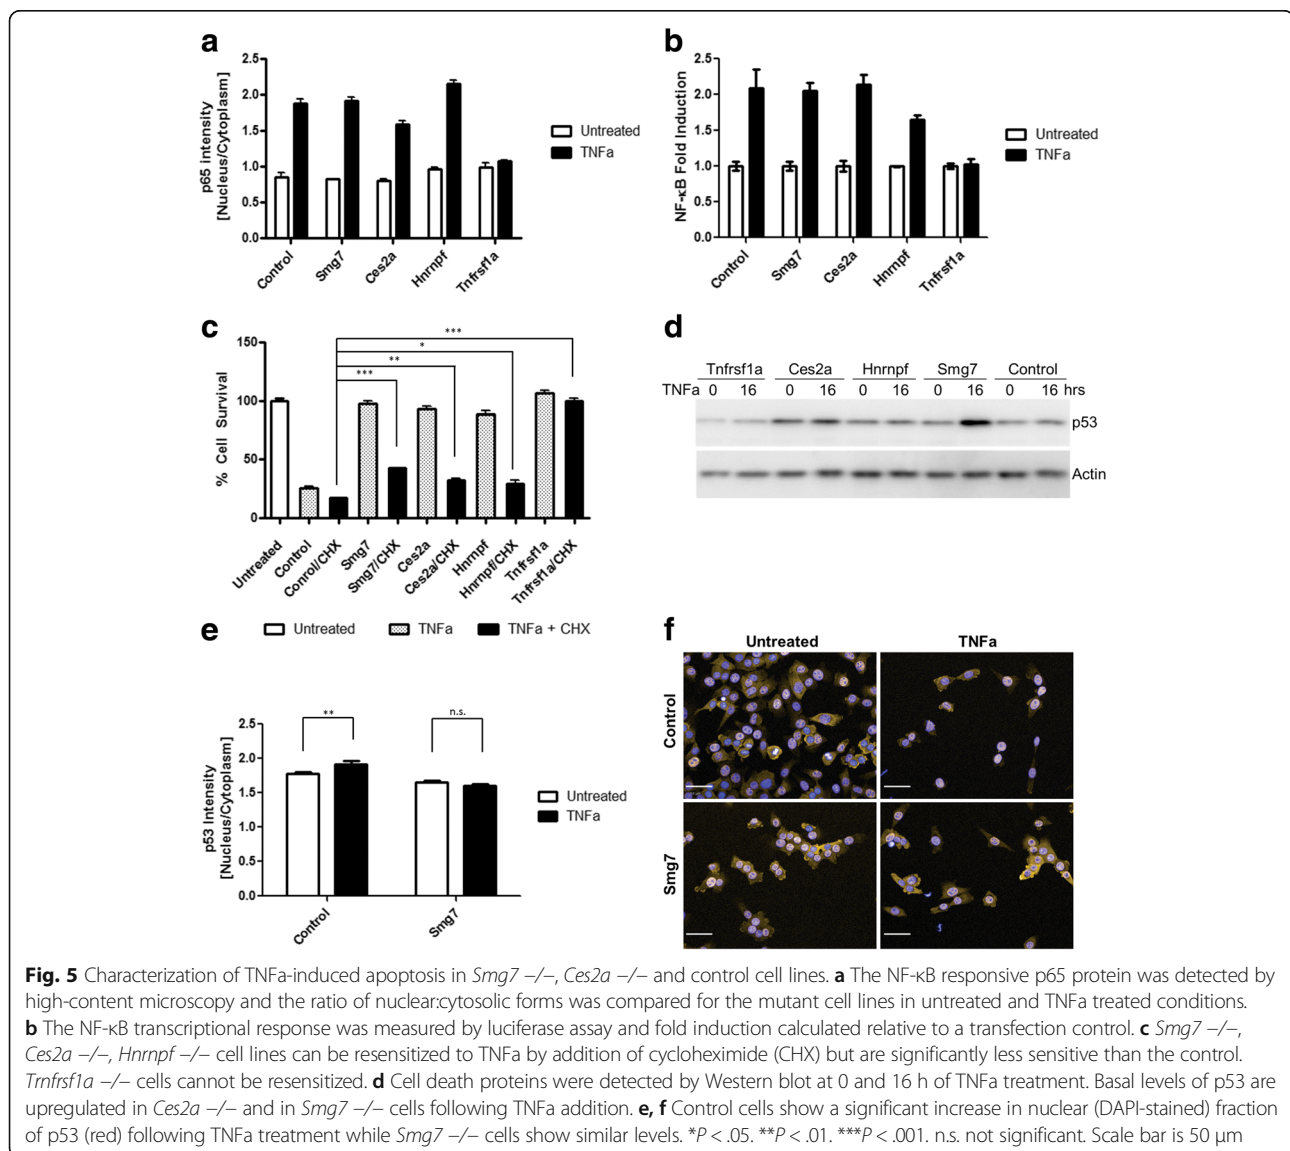 a
2.5
2.0
1.5
1.0
0.5
0.0
p65 intensity
[Nucleus/Cytoplasm]
Control
Smg7
Ces2a
Hnrnpf
Tnfrsf1a
Untreated
TNFa
b
2.5
2.0
1.5
1.0
0.5
0.0
NF-κB Fold Induction
Control
Smg7
Ces2a
Hnrnpf
Tnfrsf1a
Untreated
TNFa
c
150
100
50
0
% Cell Survival
***
*
**
***
Untreated
Control
Conrol/CHX
Smg7
Smg7/CHX
Ces2a
Ces2a/CHX
Hnrnpf
Hnrnpf/CHX
Tnfrsf1a
Tnfrsf1a/CHX
Untreated
TNFa
TNFa + CHX
d
Tnfrsf1a Ces2a Hnrnpf Smg7 Control
TNFa 0 16 0 16 0 16 0 16 0 16 hrs
p53
Actin
e
2.5
2.0
1.5
1.0
0.5
0.0
p53 Intensity
[Nucleus/Cytoplasm]
**
n.s.
Control
Smg7
Untreated
TNFa
f
Untreated
TNFa
Control
Smg7
Fig. 5 Characterization of TNFa-induced apoptosis in Smg7 −/−, Ces2a −/− and control cell lines. a The NF-κB responsive p65 protein was detected by
high-content microscopy and the ratio of nuclear:cytosolic forms was compared for the mutant cell lines in untreated and TNFa treated conditions.
b The NF-κB transcriptional response was measured by luciferase assay and fold induction calculated relative to a transfection control. c Smg7 −/−,
Ces2a −/−, Hnrnpf −/− cell lines can be resensitized to TNFa by addition of cycloheximide (CHX) but are significantly less sensitive than the control.
Trnfrsf1a −/− cells cannot be resensitized. d Cell death proteins were detected by Western blot at 0 and 16 h of TNFa treatment. Basal levels of p53 are
upregulated in Ces2a −/− and in Smg7 −/− cells following TNFa addition. e, f Control cells show a significant increase in nuclear (DAPI-stained) fraction
of p53 (red) following TNFa treatment while Smg7 −/− cells show similar levels. *P < .05. **P < .01. ***P < .001. n.s. not significant. Scale bar is 50 μm